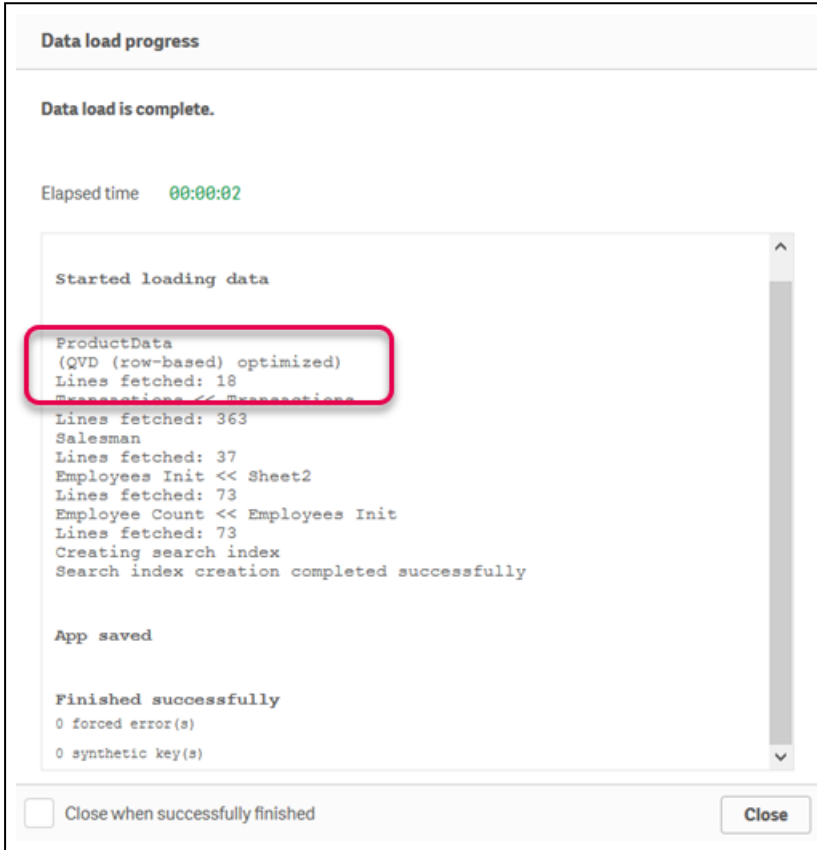 Data load progress
Data load is complete.
Elapsed time 00:00:02
Started loading data
ProductData
(QVD (row-based) optimized)
Lines fetched: 18
Transactions << Transactions
Lines fetched: 363
Salesman
Lines fetched: 37
Employees Init << Sheet2
Lines fetched: 73
Employee Count << Employees Init
Lines fetched: 73
Creating search index
Search index creation completed successfully
App saved
Finished successfully
0 forced error(s)
0 synthetic key(s)
Close when successfully finished
Close